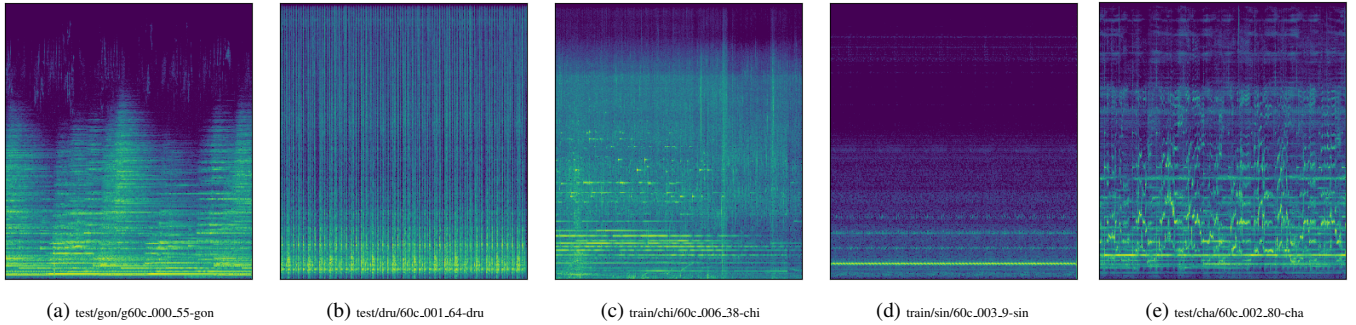 (a) test/gon/g60c_000_55-gon
(b) test/dru/60c_001_64-dru
(c) train/chi/60c_006_38-chi
(d) train/sin/60c_003_9-sin
(e) test/cha/60c_002_80-cha